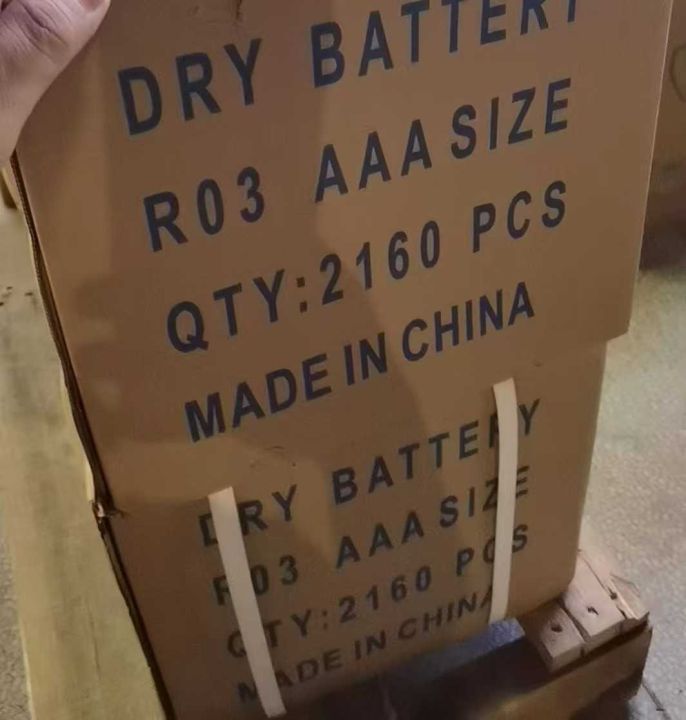 DRY BATTERY
R03 AAA SIZE
QTY:2160 PCS
MADE IN CHINA
DRY BATTERY
R03 AAA SIZE
QTY:2160 PCS
MADE IN CHINA